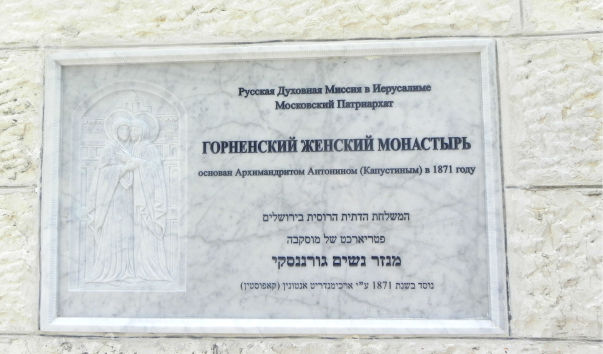 Русская Духовная Миссия в Иерусалиме
Московский Патриархат
ГОРНЕНСКИЙ ЖЕНСКИЙ МОНАСТЫРЬ
основан Архимандритом Антонином (Капустиным) в 1871 году
המשלחת הדתית הרוסית בירושלים
פטריארכט של מוסקבה
מנזר נשים גורננסקי
נוסד בשנת 1871 ע"י ארכימנדריט אנטונין (קאפוסטין)